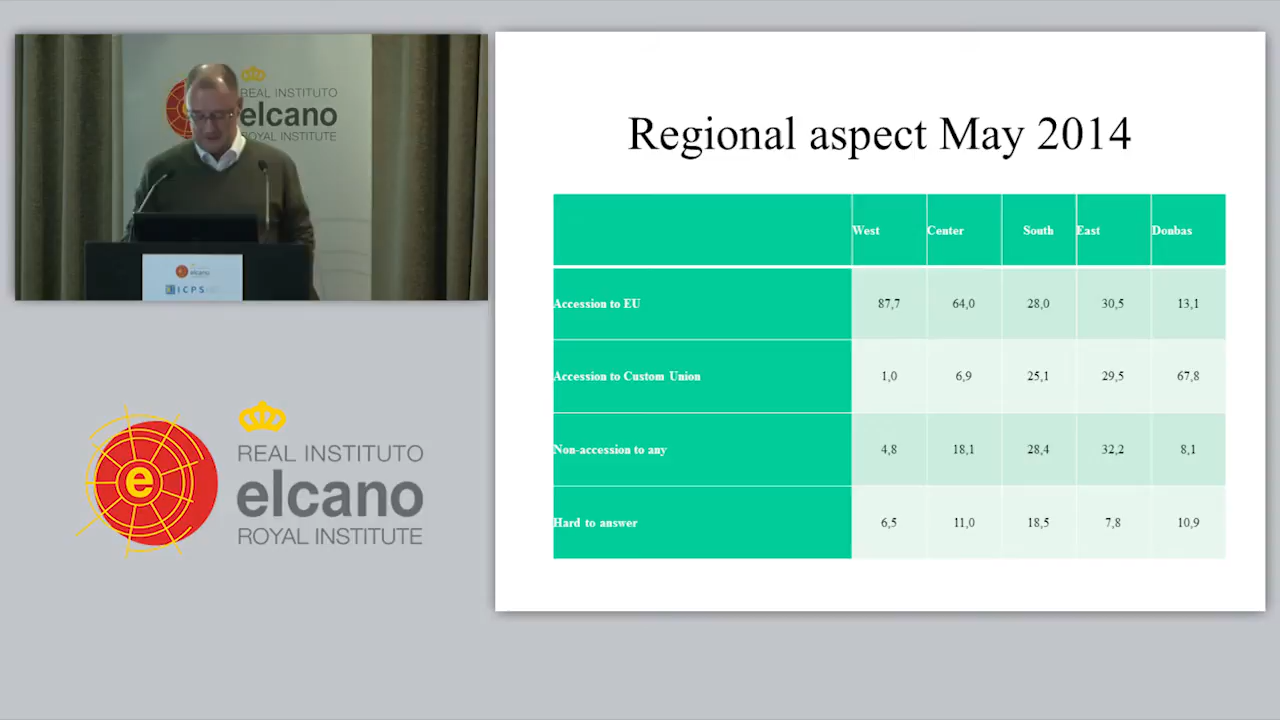 REAL INSTITUTO
elcano
ROYAL INSTITUTE
elcano
ICPS
REAL INSTITUTO
e
elcano
ROYAL INSTITUTE
Regional aspect May 2014
West Center South East Donbas
Accession to EU 87,7 64,0 28,0 30,5 13,1
Accession to Custom Union 1,0 6,9 25,1 29,5 67,8
Non-accession to any 4,8 18,1 28,4 32,2 8,1
Hard to answer 6,5 11,0 18,5 7,8 10,9